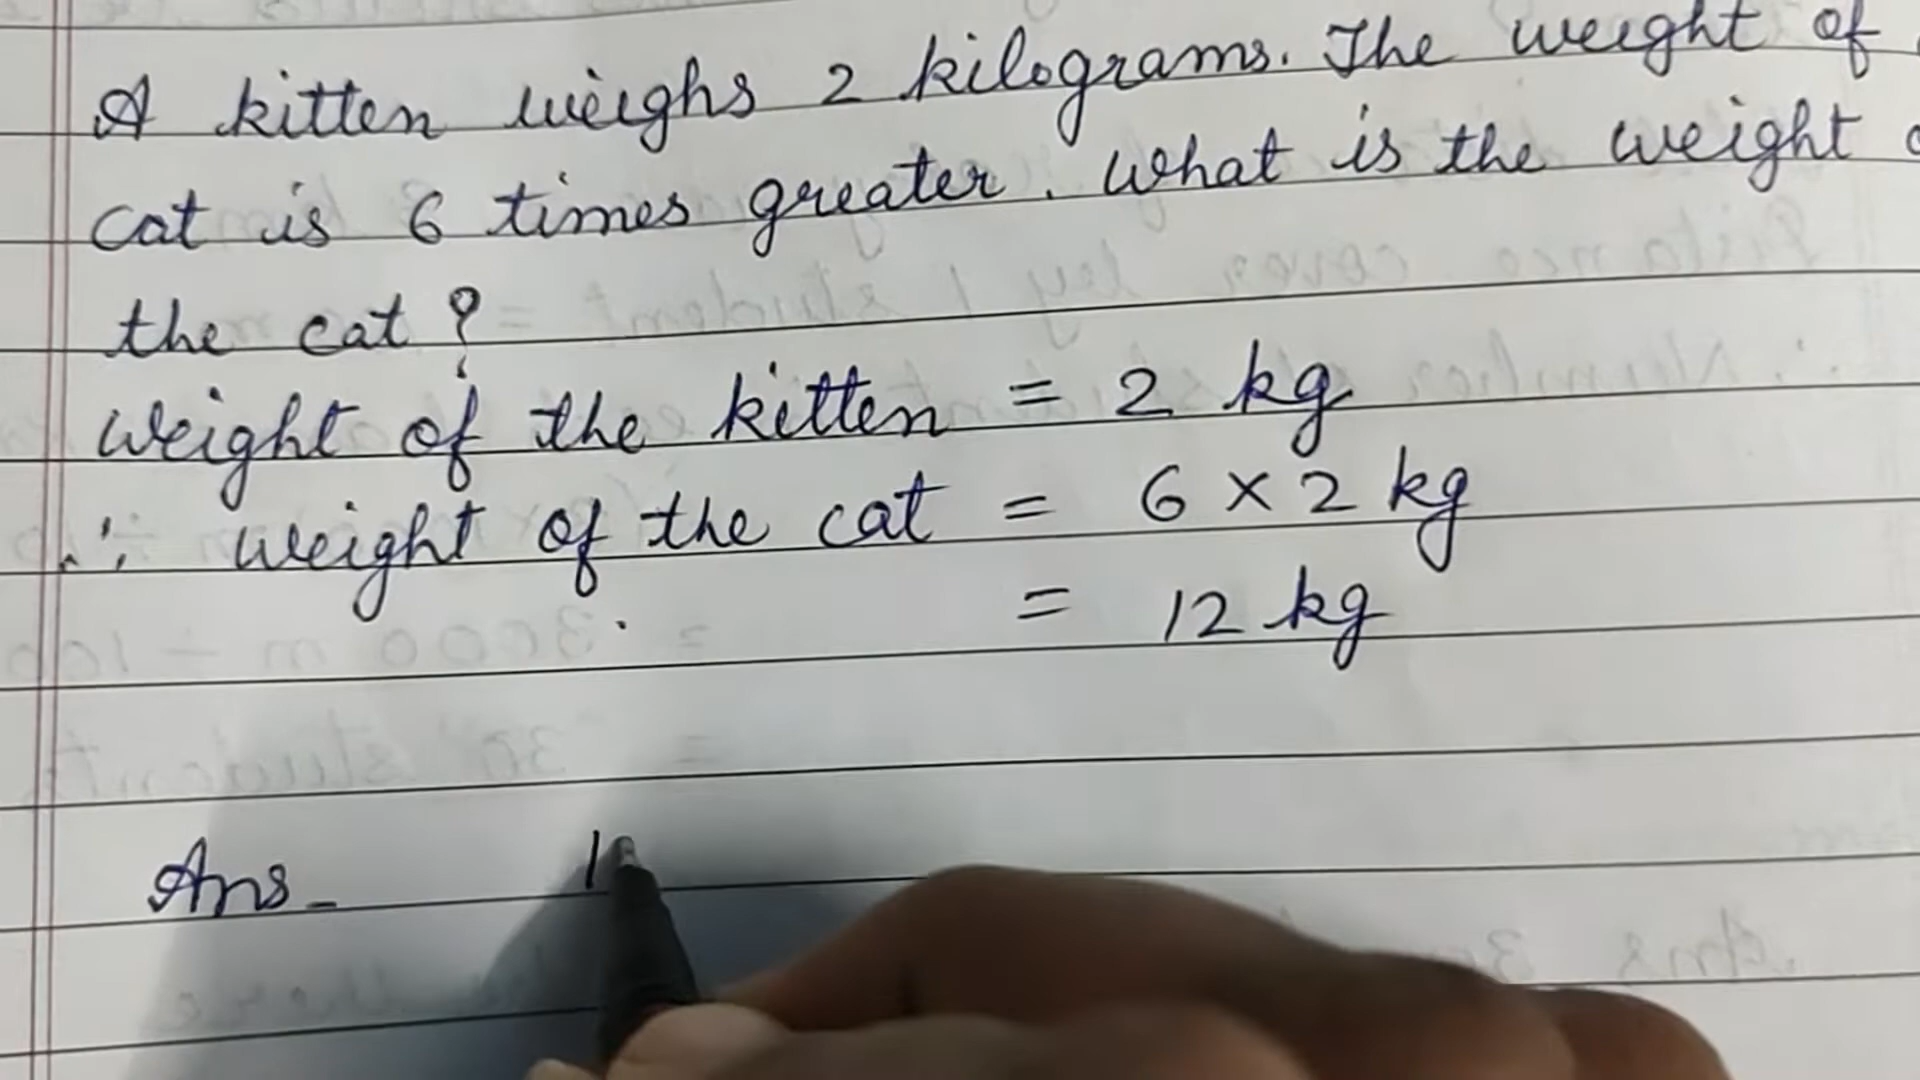 A kitten weighs 2 kilograms. The weight of
cat is 6 times greater. What is the weight
the cat ?
Weight of the kitten = 2 kg
∴ weight of the cat = 6 × 2 kg
= 12 kg
Ans - 1